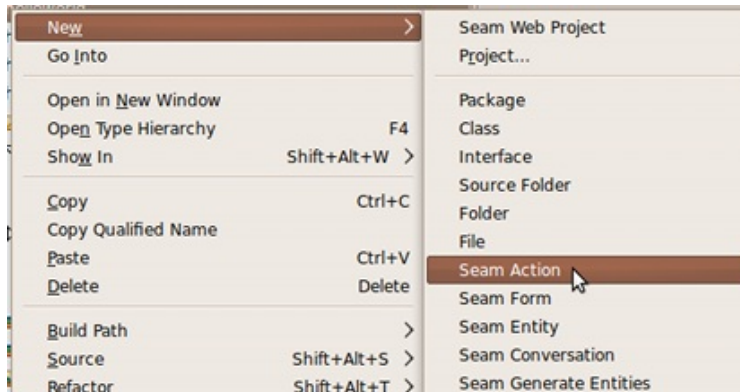 New
Go Into
Open in New Window
Open Type Hierarchy F4
Show In Shift+Alt+W
Copy Ctrl+C
Copy Qualified Name
Paste Ctrl+V
Delete Delete
Build Path
Source Shift+Alt+S
Refactor Shift+Alt+T
Seam Web Project
Project...
Package
Class
Interface
Source Folder
Folder
File
Seam Action
Seam Form
Seam Entity
Seam Conversation
Seam Generate Entities